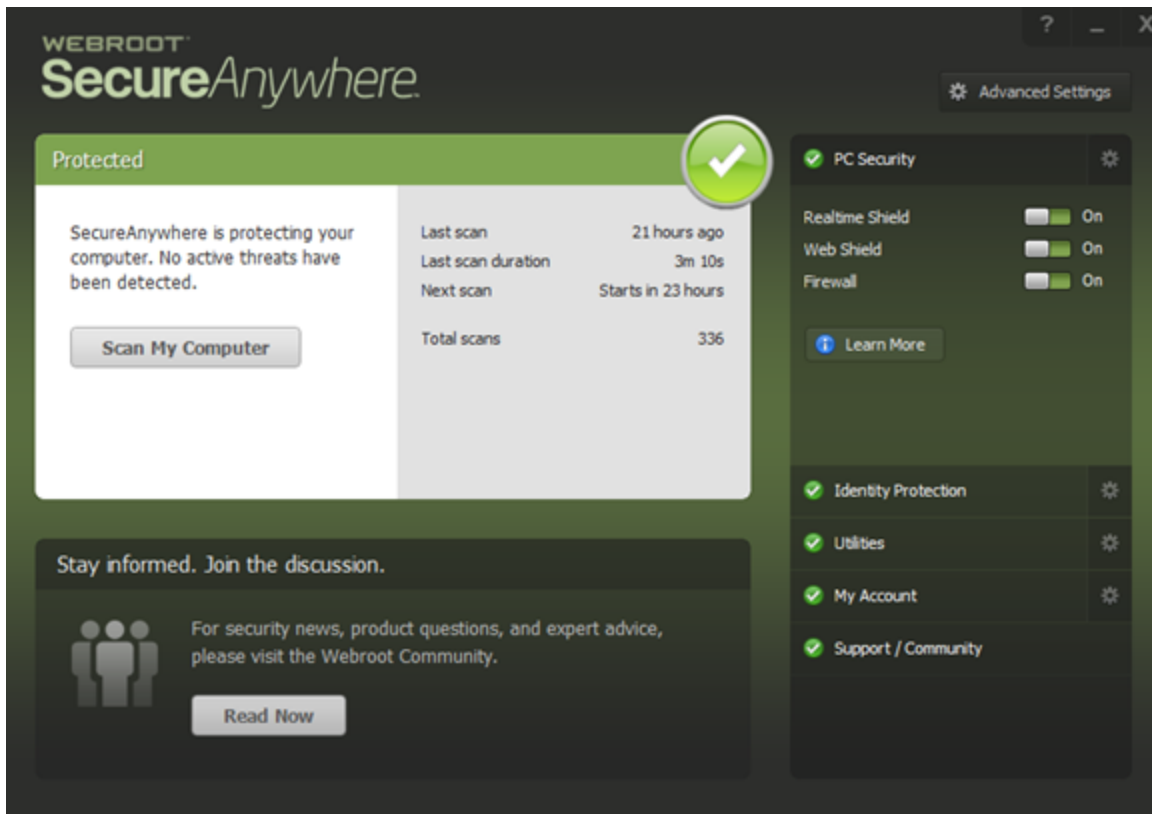 WEBROOT
SecureAnywhere.
?
_
X
Advanced Settings
Protected
SecureAnywhere is protecting your
computer. No active threats have
been detected.
Scan My Computer
Last scan 21 hours ago
Last scan duration 3m 10s
Next scan Starts in 23 hours
Total scans 336
PC Security
Realtime Shield On
Web Shield On
Firewall On
Learn More
Identity Protection
Utilities
My Account
Support / Community
Stay informed. Join the discussion.
For security news, product questions, and expert advice,
please visit the Webroot Community.
Read Now